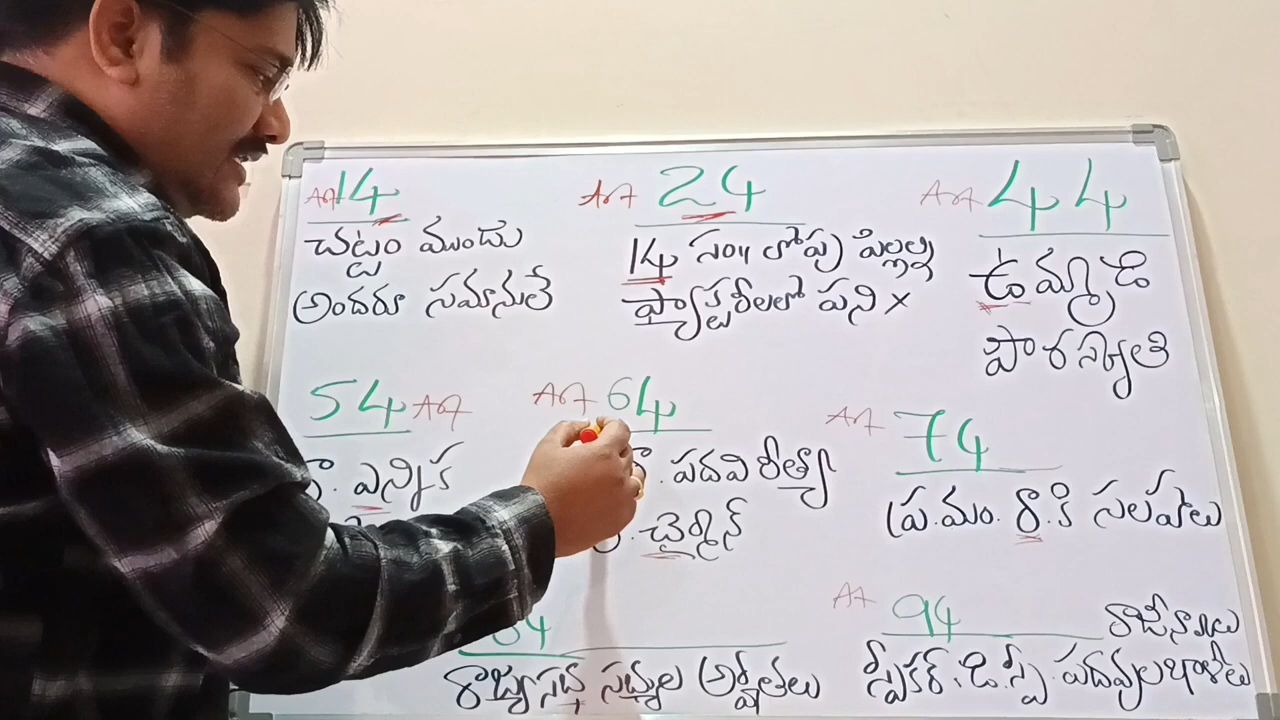 Art 14
చట్టం ముందు
అందరూ సమానులే
Art 24
14 సం॥ లోపు పిల్లల్ని
ఫ్యాక్టరీలలో పని ×
Art 44
ఉమ్మాడి
పౌరస్మృతి
54 Art
ఎన్నిక
Art 64
. పదవి రీత్యా
. ఛైర్మన్
Art 74
ప్ర.మం. రా.కి సలహాలు
84
రాజ్యసభ సభ్యుల అర్హతలు
Art 94 రాజీనామాలు
స్పీకర్, డి.స్పీ. పదవుల ఖాళీలు